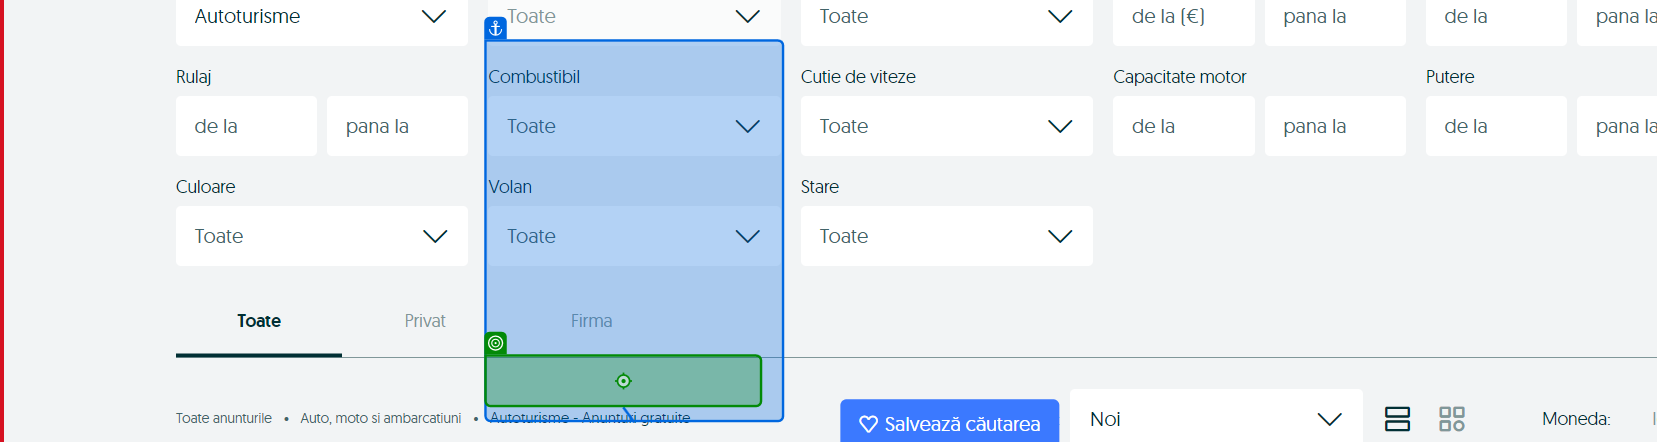 Autoturisme Toate Toate de la (€) pana la de la pana la
Rulaj Combustibil Cutie de viteze Capacitate motor Putere
de la pana la Toate Toate de la pana la de la pana la
Culoare Volan Stare
Toate Toate Toate
Toate Privat Firma
Toate anunturile • Auto, moto si ambarcatiuni • Autoturisme - Anunturi gratuite Salvează căutarea Noi Moneda: